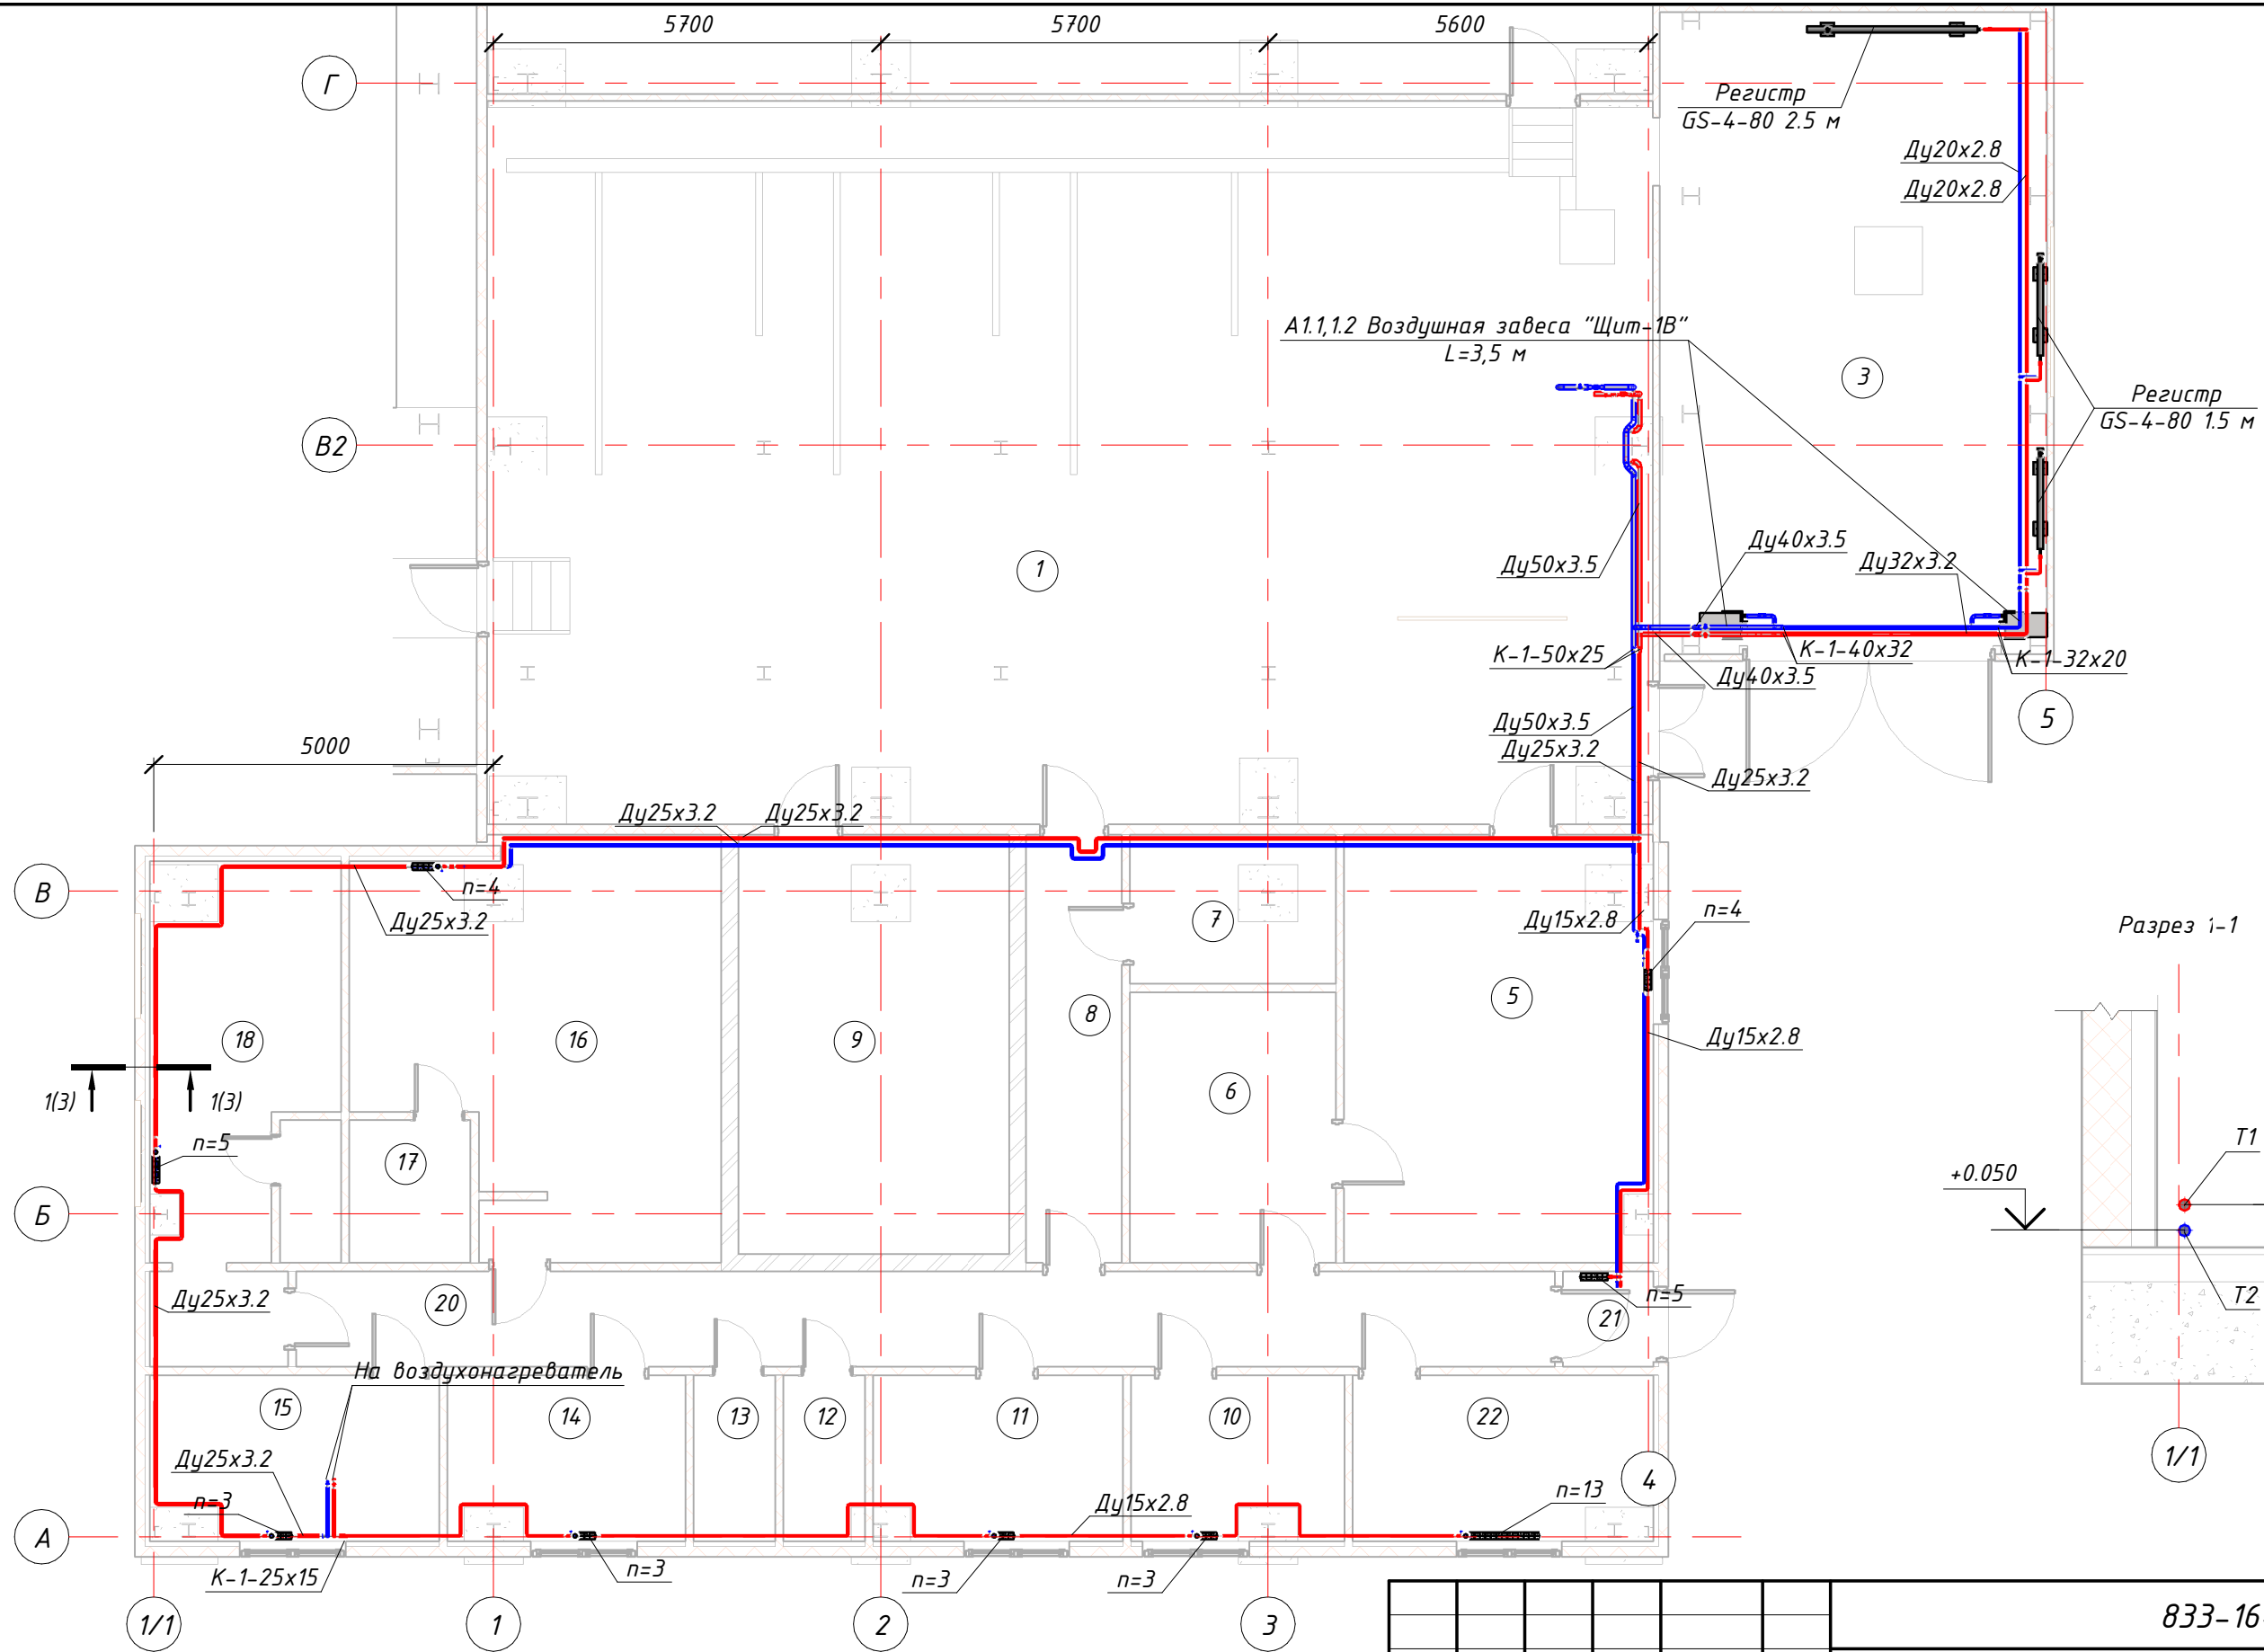 5700
5700
5600
Г
Регистр
GS-4-80 2.5 м
Ду20х2.8
Ду20х2.8
А1.1,1.2 Воздушная завеса "Щит-1В"
L=3,5 м
3
Регистр
GS-4-80 1.5 м
В2
1
Ду50х3.5
Ду40х3.5
Ду32х3.2
К-1-50х25
К-1-40х32
К-1-32х20
Ду40х3.5
5
Ду50х3.5
Ду25х3.2
Ду25х3.2
5000
Ду25х3.2
Ду25х3.2
В
n=4
Ду25х3.2
7
Ду15х2.8
n=4
Разрез 1-1
18
16
9
8
5
Ду15х2.8
6
1(3)
1(3)
n=5
17
Т1
+0.050
Б
Т2
Ду25х3.2
20
n=5
21
На воздухонагреватель
15
14
13
12
11
10
22
1/1
Ду25х3.2
n=3
4
Ду15х2.8
n=13
А
К-1-25х15
n=3
n=3
n=3
1/1
1
2
3
833-16